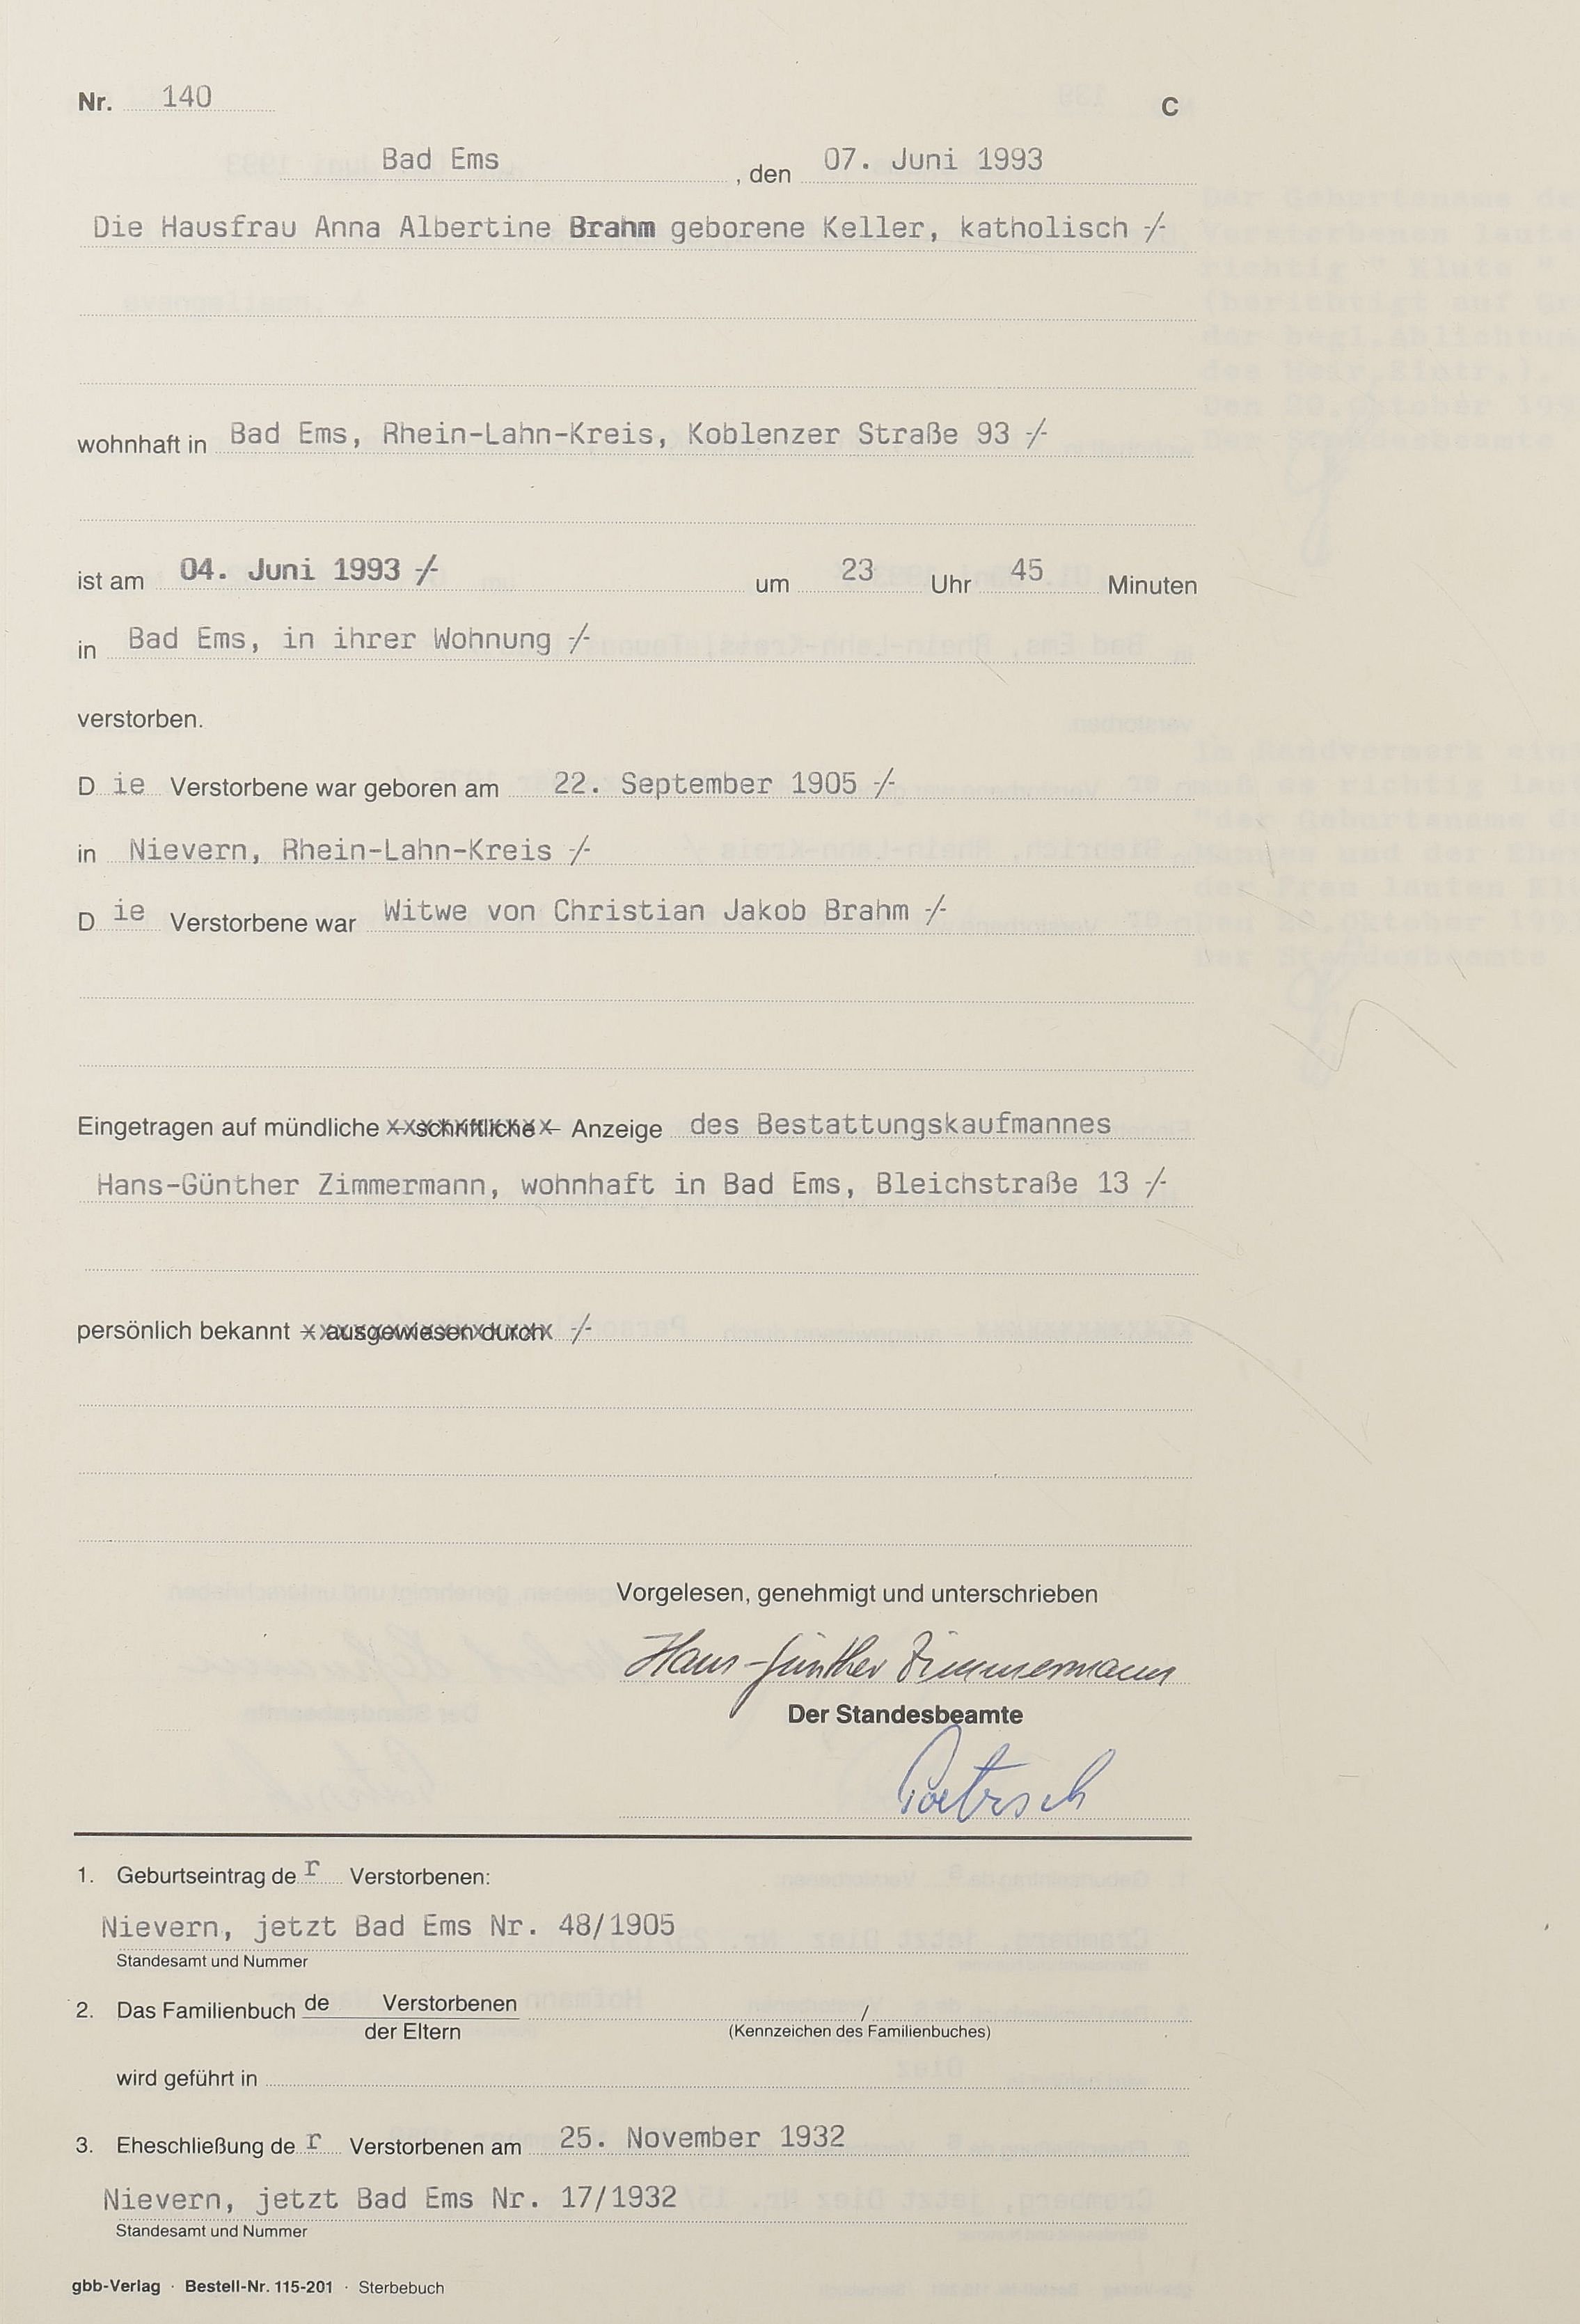 Nr. 140 C
Bad Ems , den 07. Juni 1993
Die Hausfrau Anna Albertine Brahm geborene Keller, katholisch -/-
wohnhaft in Bad Ems, Rhein-Lahn-Kreis, Koblenzer Straße 93 -/-
ist am 04. Juni 1993 -/- um 23 Uhr 45 Minuten
in Bad Ems, in ihrer Wohnung -/-
verstorben.
D ie Verstorbene war geboren am 22. September 1905 -/-
in Nievern, Rhein-Lahn-Kreis -/-
D ie Verstorbene war Witwe von Christian Jakob Brahm -/-
Eingetragen auf mündliche – schriftliche – Anzeige des Bestattungskaufmannes
Hans-Günther Zimmermann, wohnhaft in Bad Ems, Bleichstraße 13 -/-
persönlich bekannt – ausgewiesen durch -/-
Vorgelesen, genehmigt und unterschrieben
Hans-Günther Zimmermann
Der Standesbeamte
1. Geburtseintrag de r Verstorbenen:
Nievern, jetzt Bad Ems Nr. 48/1905
Standesamt und Nummer
2. Das Familienbuch de Verstorbenen /
der Eltern (Kennzeichen des Familienbuches)
wird geführt in
3. Eheschließung de r Verstorbenen am 25. November 1932
Nievern, jetzt Bad Ems Nr. 17/1932
Standesamt und Nummer
gbb-Verlag · Bestell-Nr. 115-201 · Sterbebuch